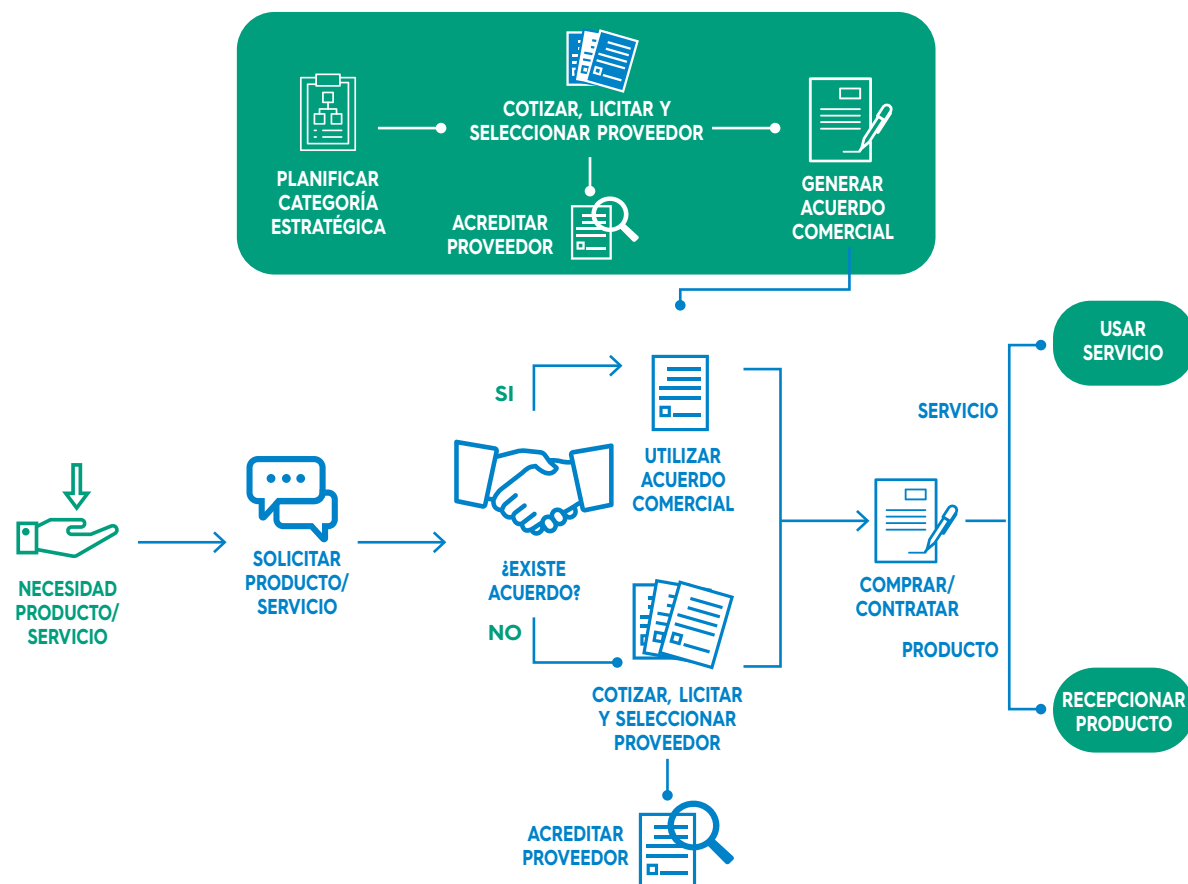 COTIZAR, LICITAR Y
SELECCIONAR PROVEEDOR
PLANIFICAR
CATEGORÍA
ESTRATÉGICA
ACREDITAR
PROVEEDOR
GENERAR
ACUERDO
COMERCIAL
USAR
SERVICIO
SI
SERVICIO
UTILIZAR
ACUERDO
COMERCIAL
NECESIDAD
PRODUCTO/
SERVICIO
SOLICITAR
PRODUCTO/
SERVICIO
¿EXISTE
ACUERDO?
NO
COMPRAR/
CONTRATAR
PRODUCTO
COTIZAR, LICITAR
Y SELECCIONAR
PROVEEDOR
RECEPCIONAR
PRODUCTO
ACREDITAR
PROVEEDOR